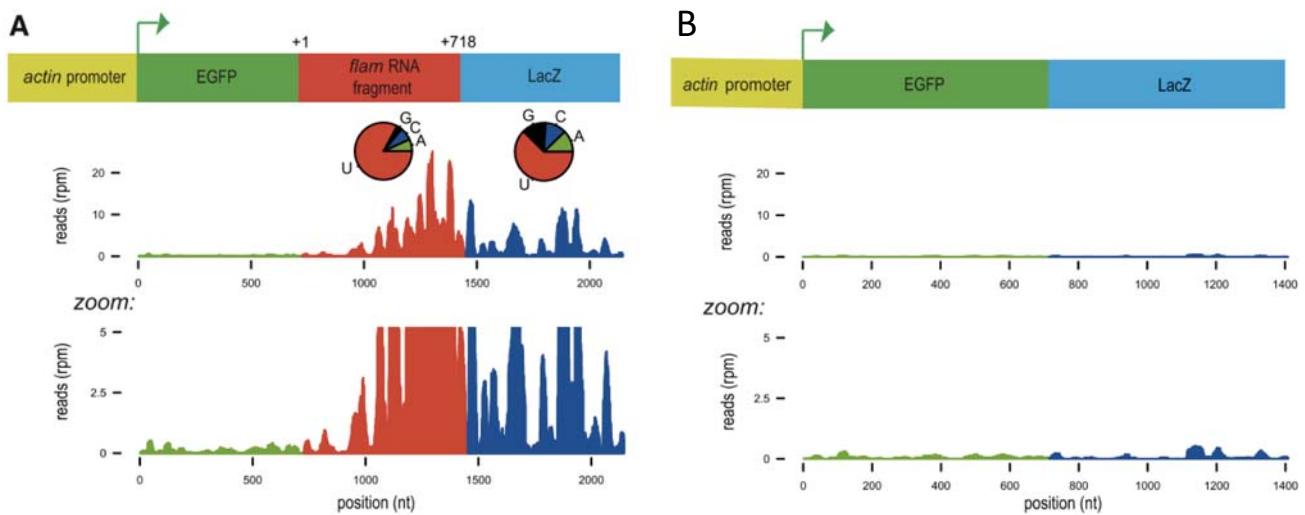 A
+1 +718
actin promoter EGFP flam RNA fragment LacZ
G
C
A
U
G
C
A
U
reads (rpm)
20
10
0
0 500 1000 1500 2000
zoom:
reads (rpm)
5
2.5
0
0 500 1000 1500 2000
position (nt)
B
actin promoter EGFP LacZ
reads (rpm)
20
10
0
0 200 400 600 800 1000 1200 1400
zoom:
reads (rpm)
5
2.5
0
0 200 400 600 800 1000 1200 1400
position (nt)